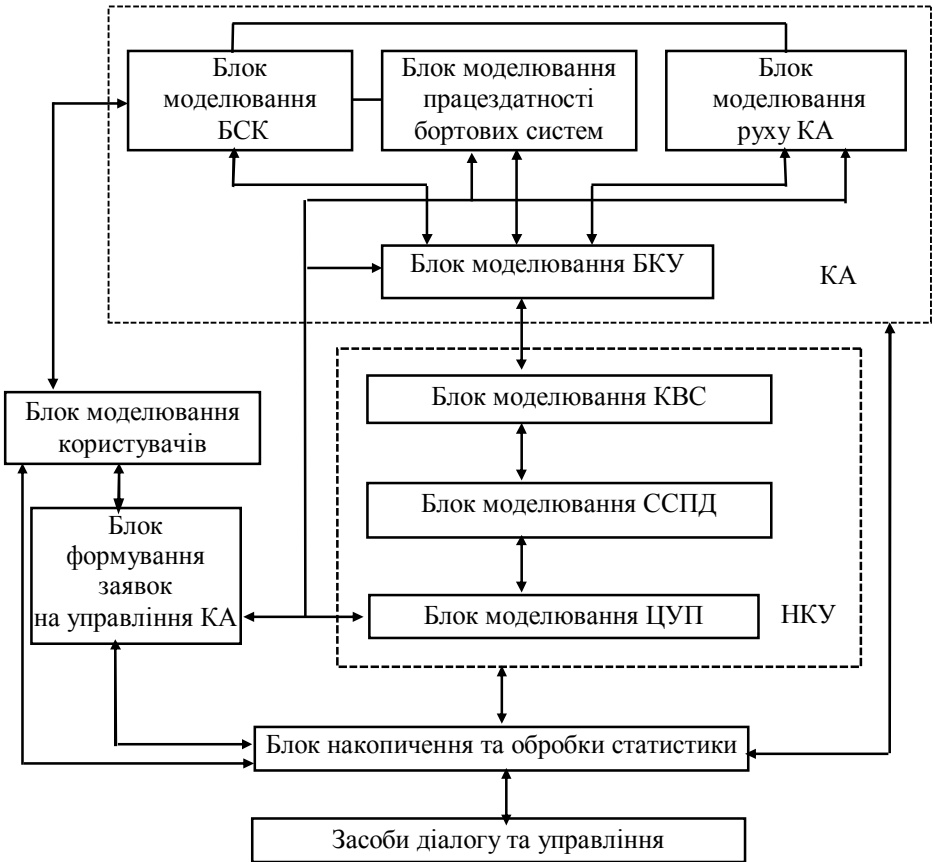 Блок
моделювання
БСК
Блок моделювання
працездатності
бортових систем
Блок
моделювання
руху КА
Блок моделювання БКУ
КА
Блок моделювання КВС
Блок моделювання
користувачів
Блок моделювання ССПД
Блок
формування
заявок
на управління КА
Блок моделювання ЦУП
НКУ
Блок накопичення та обробки статистики
Засоби діалогу та управління